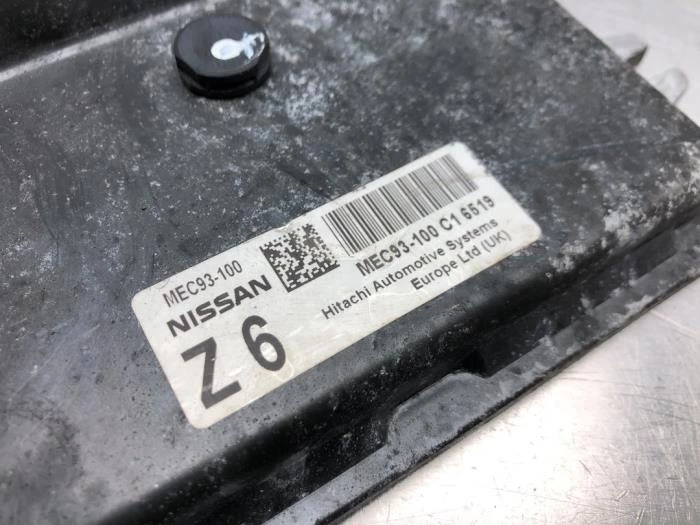 MEC93-100
NISSAN
Z 6
MEC93-100 C1 6519
Hitachi Automotive Systems
Europe Ltd (UK)